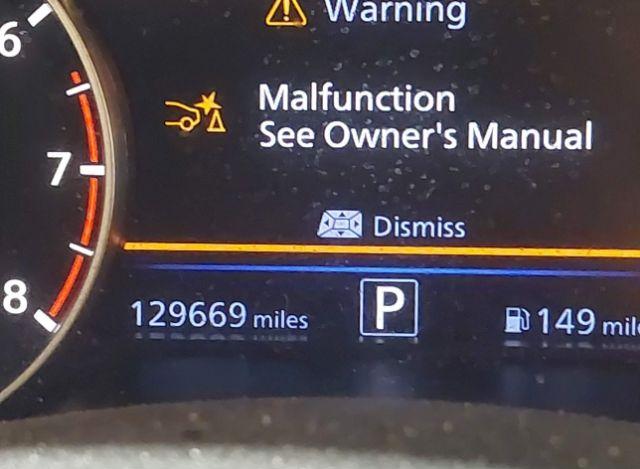 6
Warning
Malfunction
See Owner's Manual
7
Dismiss
8
129669 miles
P
149